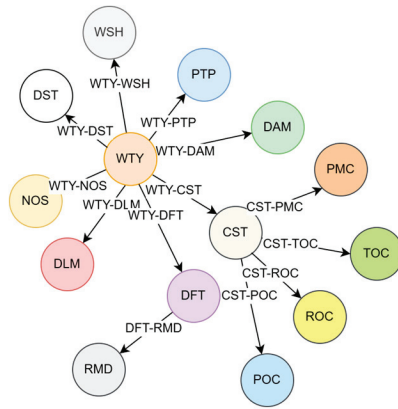 WSH
WTY-WSH
PTP
DST
WTY-PTP
WTY-DST
DAM
WTY
WTY-DAM
PMC
WTY-NOS
WTY-CST
NOS
WTY-DLM
CST-PMC
WTY-DFT
CST
CST-TOC
TOC
DLM
CST-ROC
DFT
CST-POC
ROC
DFT-RMD
RMD
POC